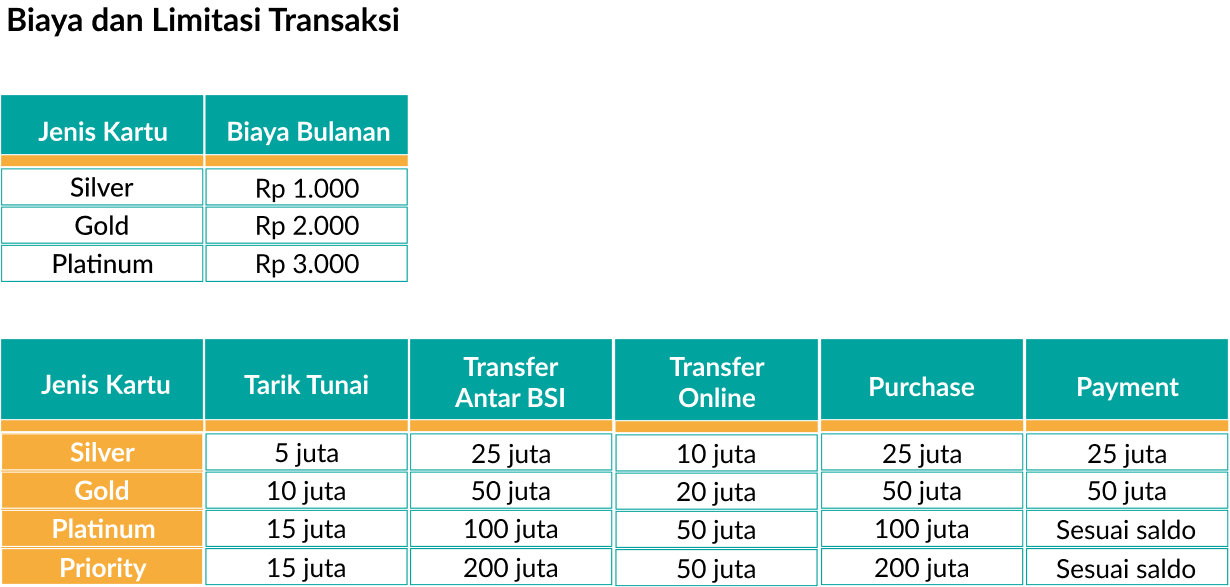 Biaya dan Limitasi Transaksi
Jenis Kartu Biaya Bulanan
Silver Rp 1.000
Gold Rp 2.000
Platinum Rp 3.000
Jenis Kartu Tarik Tunai Transfer Antar BSI Transfer Online Purchase Payment
Silver 5 juta 25 juta 10 juta 25 juta 25 juta
Gold 10 juta 50 juta 20 juta 50 juta 50 juta
Platinum 15 juta 100 juta 50 juta 100 juta Sesuai saldo
Priority 15 juta 200 juta 50 juta 200 juta Sesuai saldo